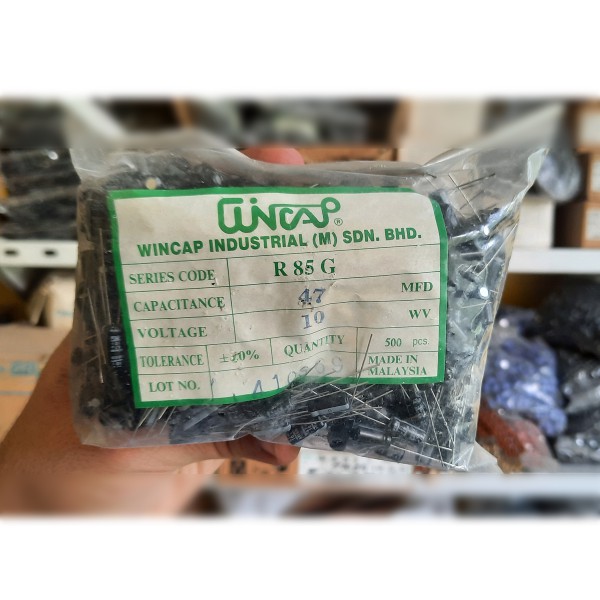 WINCAP®
WINCAP INDUSTRIAL (M) SDN. BHD.
SERIES CODE R 85 G
CAPACITANCE 47 MFD
VOLTAGE 10 WV
TOLERANCE QUANTITY 500 pcs.
LOT NO. MADE IN
MALAYSIA